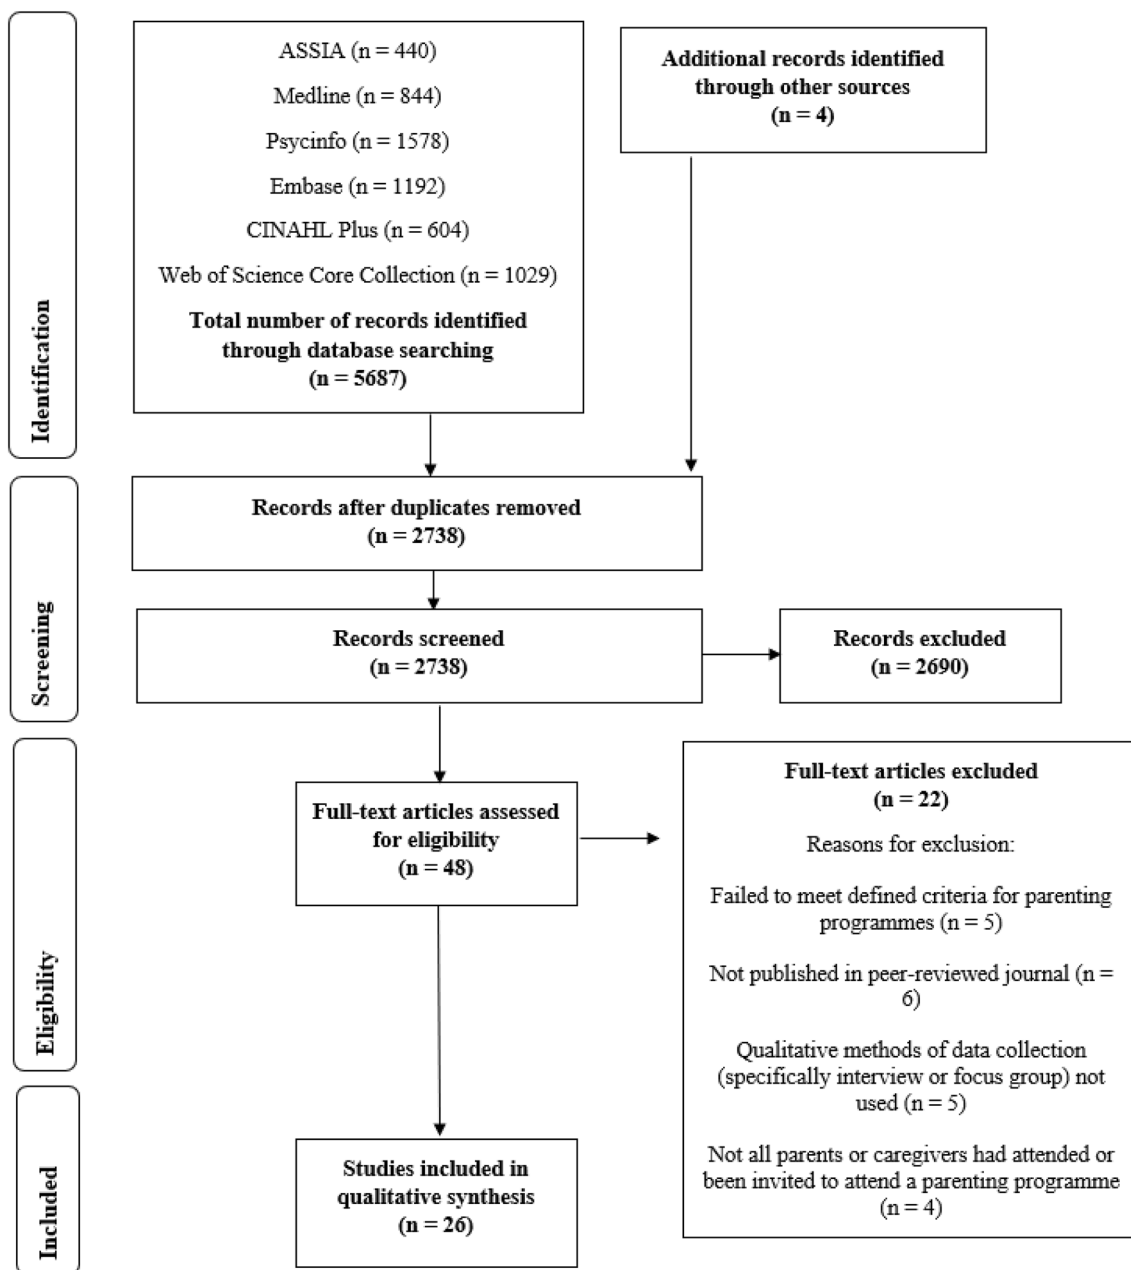 Identification
ASSIA (n = 440)
Medline (n = 844)
Psycinfo (n = 1578)
Embase (n = 1192)
CINAHL Plus (n = 604)
Web of Science Core Collection (n = 1029)
Total number of records identified
through database searching
(n = 5687)
Additional records identified
through other sources
(n = 4)
Screening
Records after duplicates removed
(n = 2738)
Records screened
(n = 2738)
Records excluded
(n = 2690)
Eligibility
Full-text articles assessed
for eligibility
(n = 48)
Full-text articles excluded
(n = 22)
Reasons for exclusion:
Failed to meet defined criteria for parenting
programmes (n = 5)
Not published in peer-reviewed journal (n =
6)
Qualitative methods of data collection
(specifically interview or focus group) not
used (n = 5)
Not all parents or caregivers had attended or
been invited to attend a parenting programme
(n = 4)
Included
Studies included in
qualitative synthesis
(n = 26)